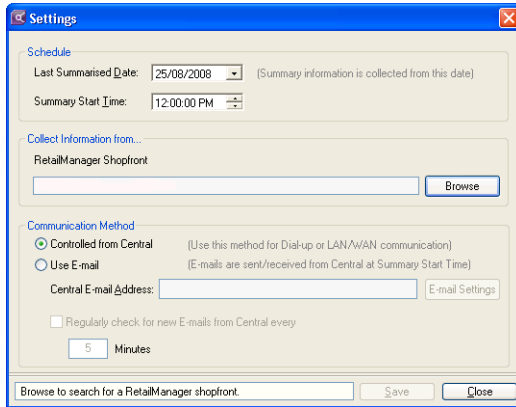 Settings
Schedule
Last Summarised Date: 25/08/2008 (Summary information is collected from this date)
Summary Start Time: 12:00:00 PM
Collect Information from...
RetailManager Shopfront
Browse
Communication Method
Controlled from Central (Use this method for Dial-up or LAN/WAN communication)
Use E-mail (E-mails are sent/received from Central at Summary Start Time)
Central E-mail Address: E-mail Settings
Regularly check for new E-mails from Central every
5 Minutes
Browse to search for a RetailManager shopfront. Save Close